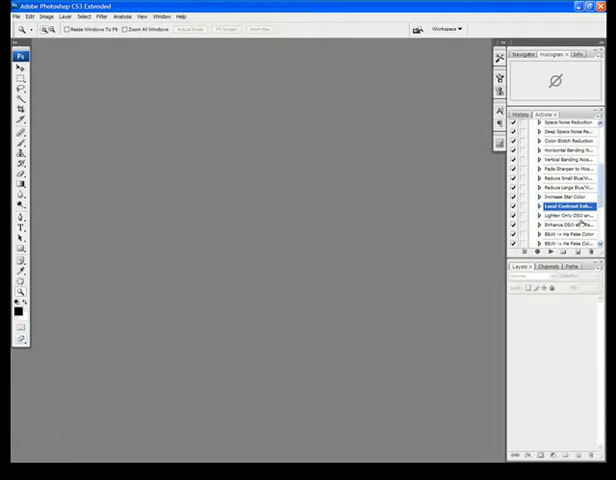 Adobe Photoshop CS3 Extended
File Edit Image Layer Select Filter Analysis View Window Help
Resize Windows To Fit Zoom All Windows Actual Pixels Fit Screen Print Size Workspace
Ps
Navigator Histogram × Info
History Actions ×
Space Noise Reduction
Deep Space Noise Re...
Color Blotch Reduction
Horizontal Banding N...
Vertical Banding Nois...
Fade Sharpen to Mos...
Reduce Small Blue/Vi...
Reduce Large Blue/Vi...
Increase Star Color
Local Contrast Enh...
Lighten Only DSO an...
Enhance DSO an
B&W -> Ha False Color
B&W -> Ha False Col...
Layers × Channels Paths
Normal
Lock:
T